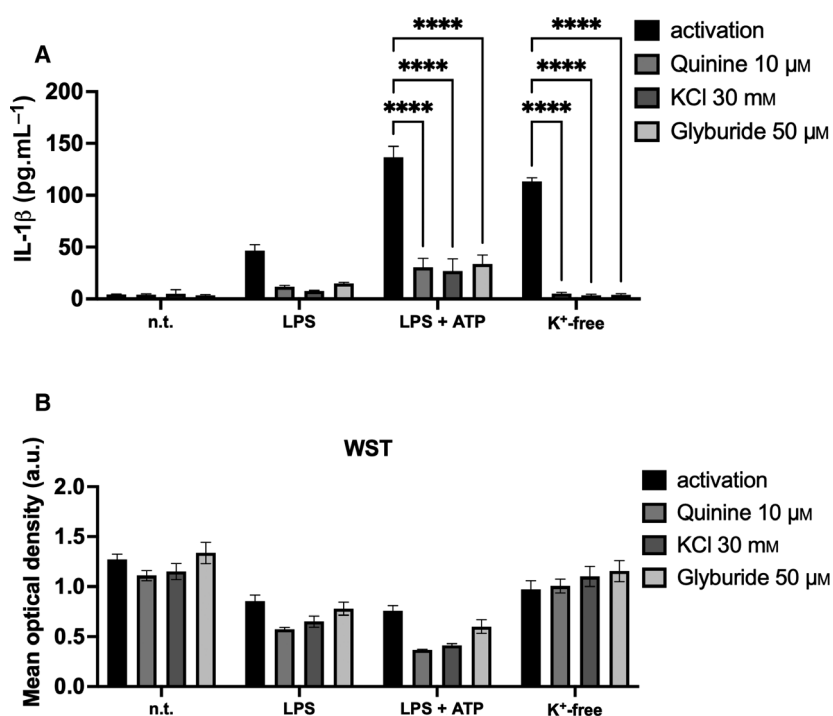 A
****
****
****
****
****
****
activation
Quinine 10 µM
KCl 30 mM
Glyburide 50 µM
IL-1β (pg.mL⁻¹)
200
150
100
50
0
n.t. LPS LPS + ATP K⁺-free
B
WST
activation
Quinine 10 µM
KCl 30 mM
Glyburide 50 µM
Mean optical density (a.u.)
2.0
1.5
1.0
0.5
0.0
n.t. LPS LPS + ATP K⁺-free